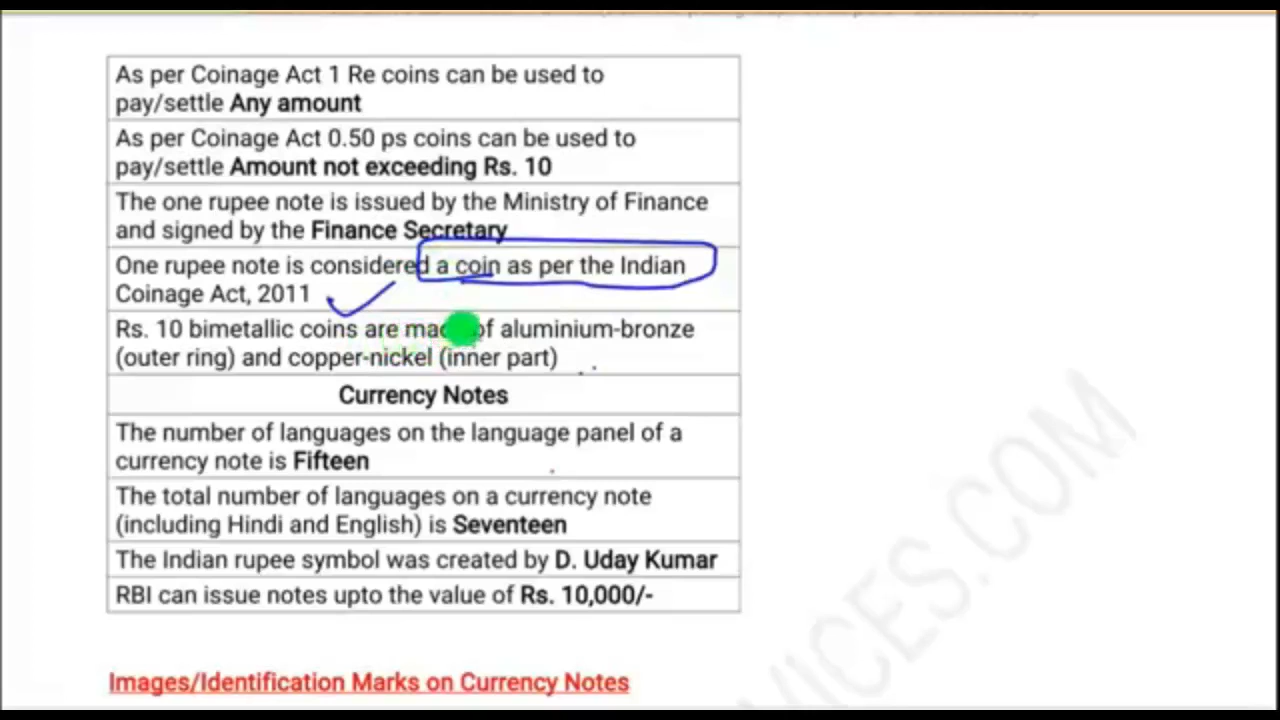 As per Coinage Act 1 Re coins can be used to
pay/settle Any amount
As per Coinage Act 0.50 ps coins can be used to
pay/settle Amount not exceeding Rs. 10
The one rupee note is issued by the Ministry of Finance
and signed by the Finance Secretary
One rupee note is considered a coin as per the Indian
Coinage Act, 2011
Rs. 10 bimetallic coins are made of aluminium-bronze
(outer ring) and copper-nickel (inner part)
Currency Notes
The number of languages on the language panel of a
currency note is Fifteen
The total number of languages on a currency note
(including Hindi and English) is Seventeen
The Indian rupee symbol was created by D. Uday Kumar
RBI can issue notes upto the value of Rs. 10,000/-
Images/Identification Marks on Currency Notes
VICES.COM